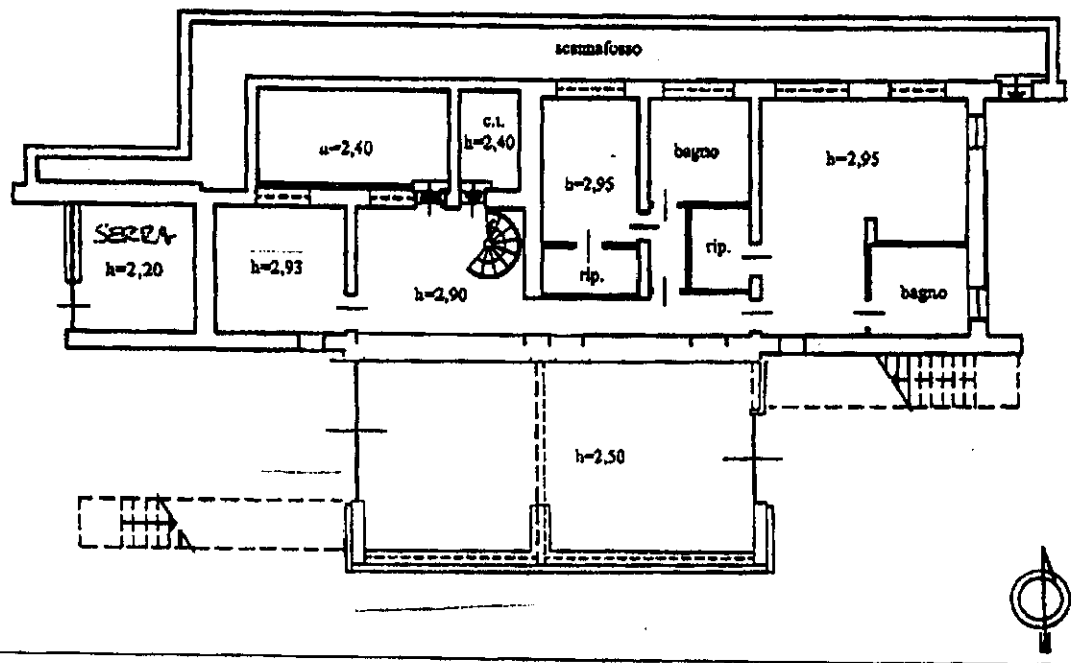 scannafosso
c.t.
h=2,40
h=2,40
bagno
h=2,95
h=2,95
SERRA
h=2,20
h=2,93
h=2,90
rip.
rip.
bagno
h=2,50